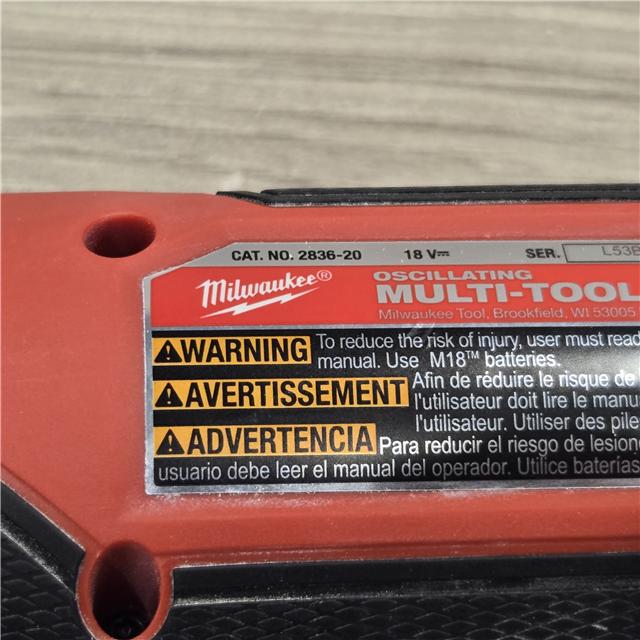 CAT. NO. 2836-20 18 V⎓ SER. L53B
Milwaukee®
OSCILLATING
MULTI-TOOL
Milwaukee Tool, Brookfield, WI 53005
WARNING To reduce the risk of injury, user must read
manual. Use M18™ batteries.
AVERTISSEMENT Afin de réduire le risque de
l'utilisateur doit lire le manu
l'utilisateur. Utiliser des pile
ADVERTENCIA Para reducir el riesgo de lesion
usuario debe leer el manual del operador. Utilice baterías